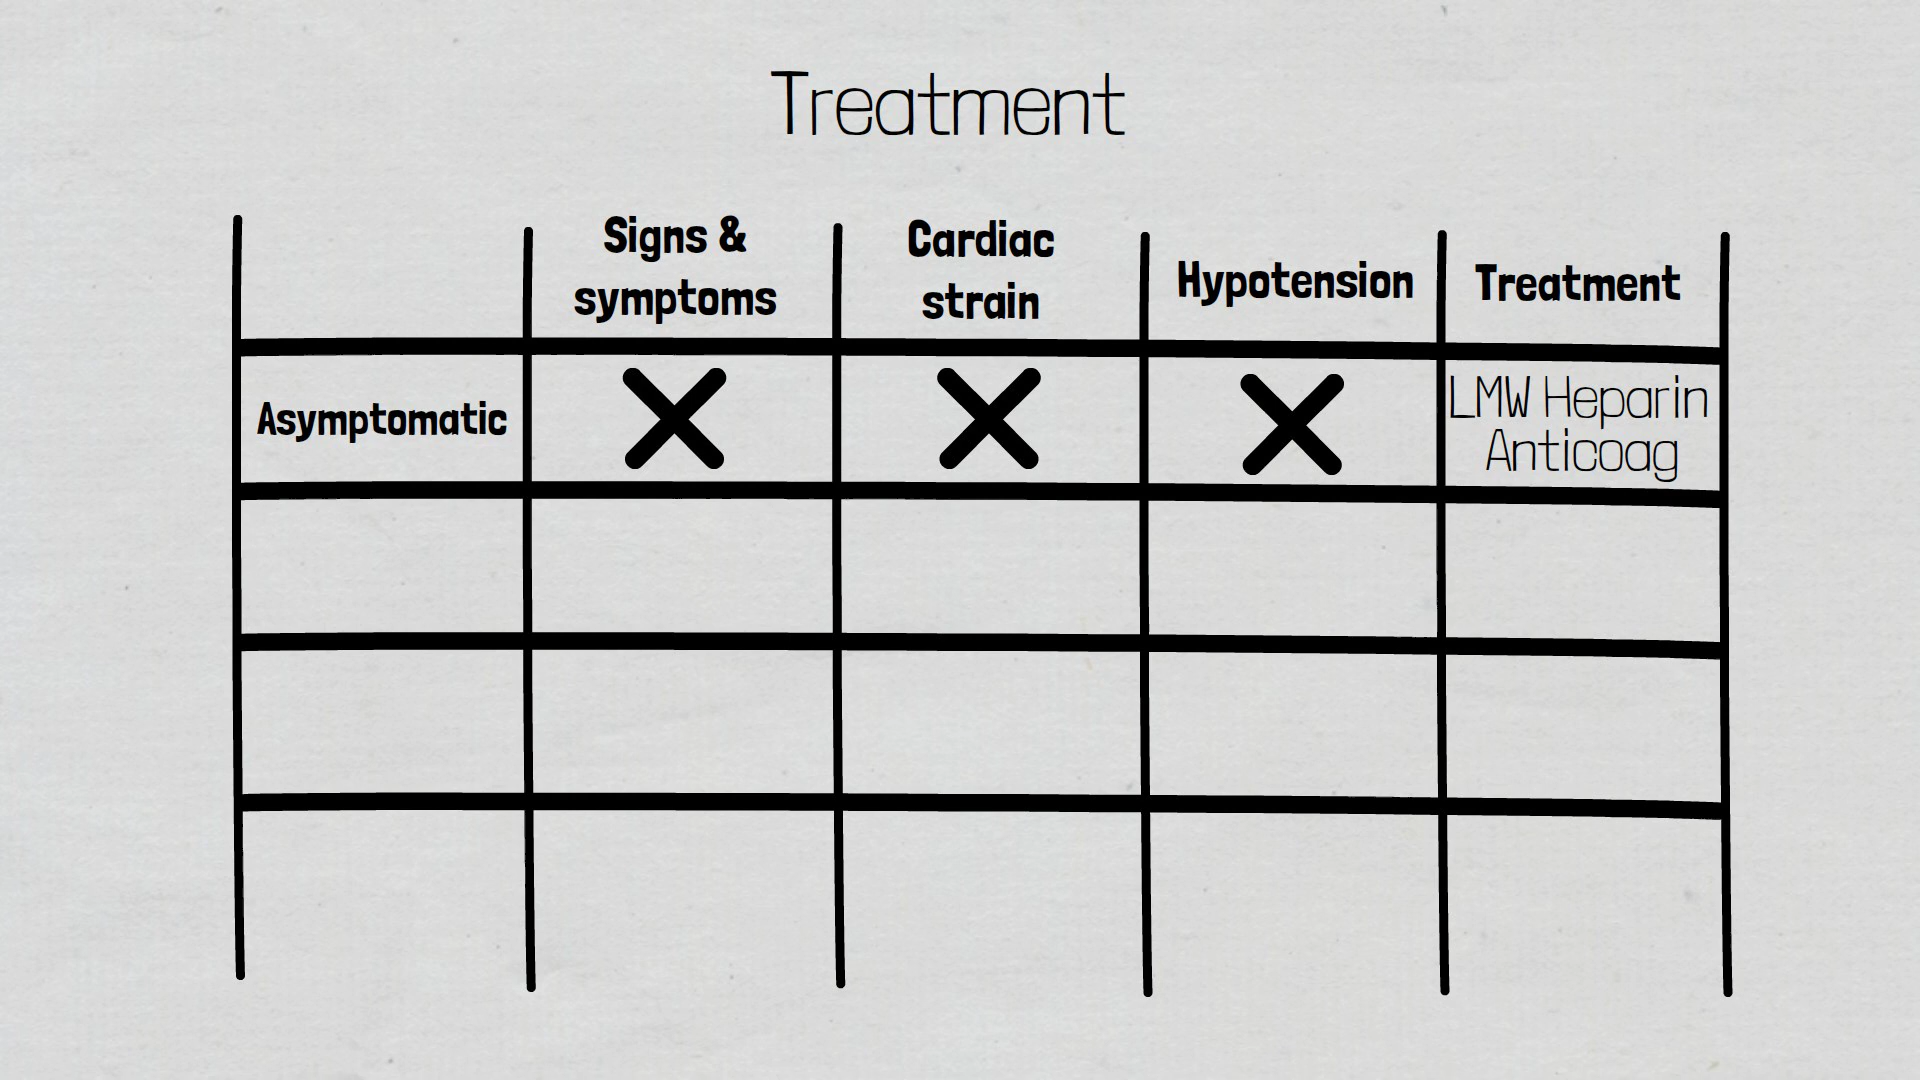 Treatment
Signs &
symptoms
Cardiac
strain
Hypotension
Treatment
Asymptomatic
LMW Heparin
Anticoag